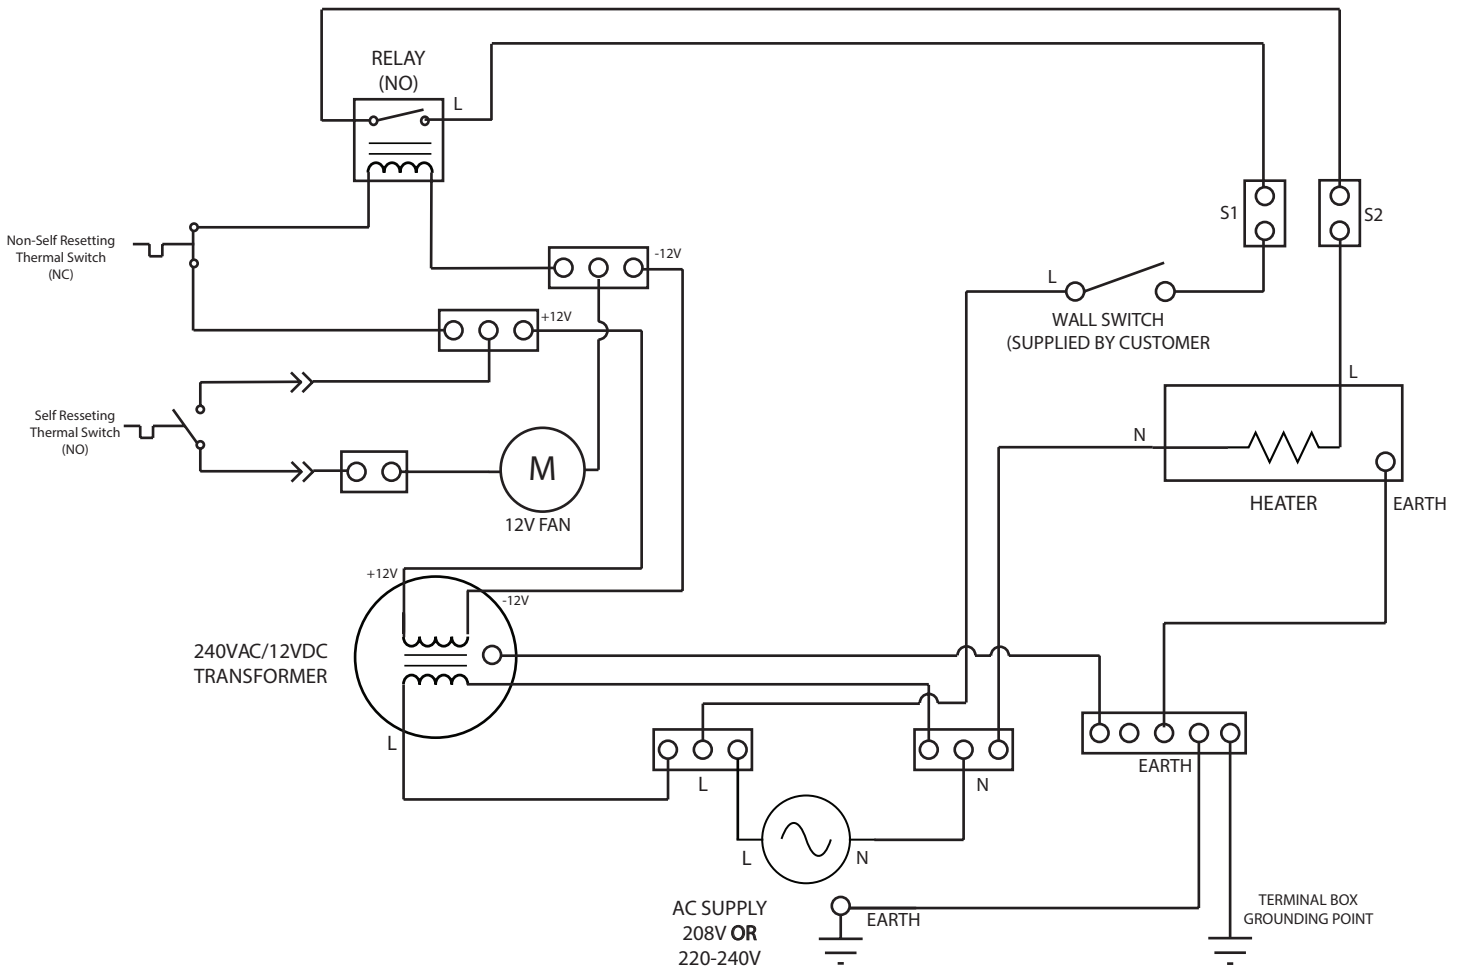 RELAY
(NO)
L
Non-Self Resetting
Thermal Switch
(NC)
-12V
+12V
S1
S2
L
WALL SWITCH
(SUPPLIED BY CUSTOMER
L
N
HEATER
EARTH
Self Resseting
Thermal Switch
(NO)
M
12V FAN
+12V
-12V
240VAC/12VDC
TRANSFORMER
L
L
N
EARTH
L
N
AC SUPPLY
208V OR
220-240V
EARTH
TERMINAL BOX
GROUNDING POINT